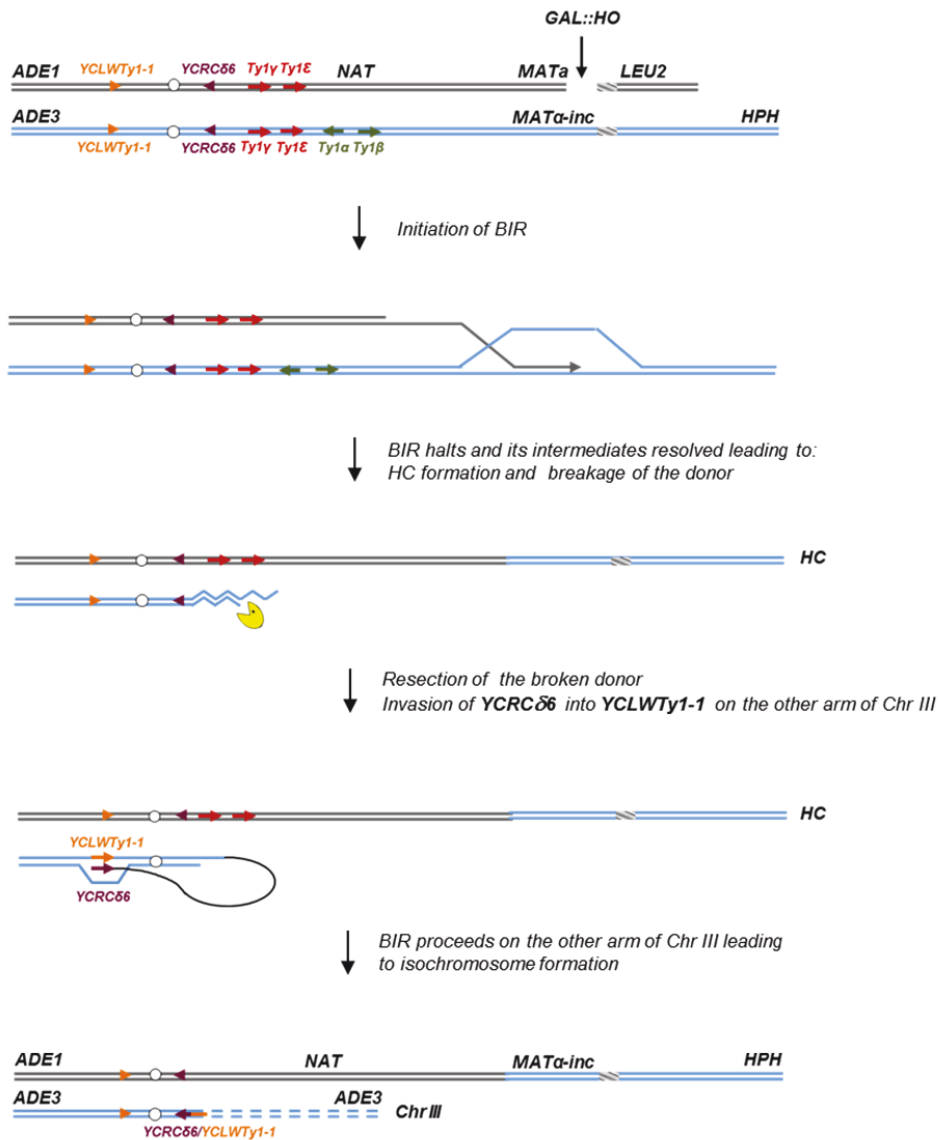 GAL::HO
ADE1 YCLWTy1-1 YCRCδ6 Ty1γ Ty1ε NAT MATa LEU2
ADE3 MATα-inc HPH
YCLWTy1-1 YCRCδ6 Ty1γ Ty1ε Ty1α Ty1β
Initiation of BIR
BIR halts and its intermediates resolved leading to:
HC formation and breakage of the donor
HC
Resection of the broken donor
Invasion of YCRCδ6 into YCLWTy1-1 on the other arm of Chr III
HC
YCLWTy1-1
YCRCδ6
BIR proceeds on the other arm of Chr III leading
to isochromosome formation
ADE1 NAT MATα-inc HPH
ADE3 ADE3
Chr III
YCRCδ6/YCLWTy1-1